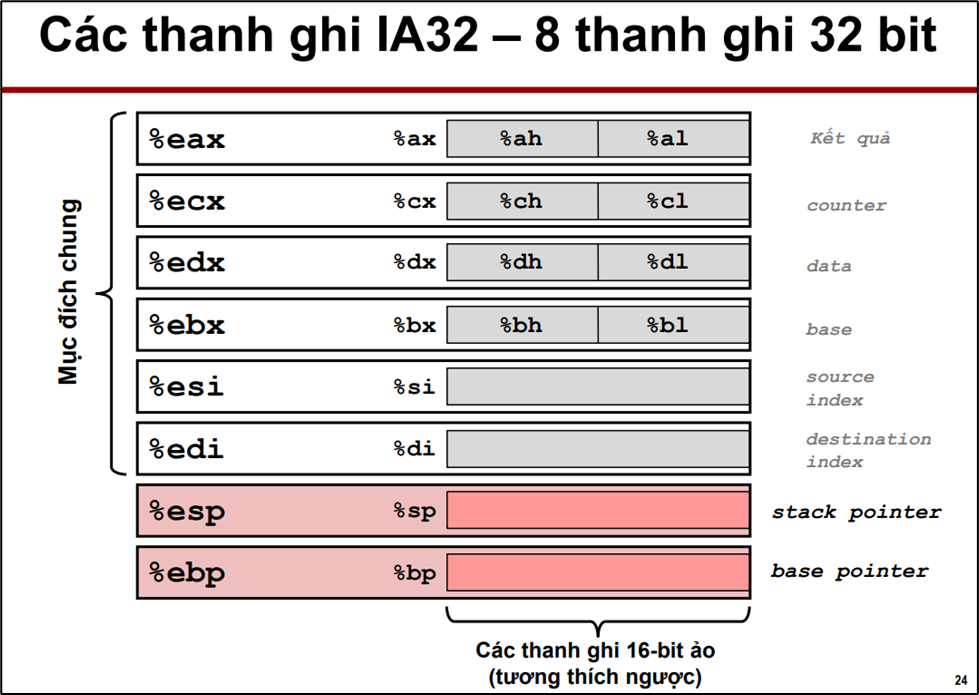 Các thanh ghi IA32 – 8 thanh ghi 32 bit
Mục đích chung
%eax %ax %ah %al Kết quả
%ecx %cx %ch %cl counter
%edx %dx %dh %dl data
%ebx %bx %bh %bl base
%esi %si source
index
%edi %di destination
index
%esp %sp stack pointer
%ebp %bp base pointer
Các thanh ghi 16-bit ảo
(tương thích ngược)
24